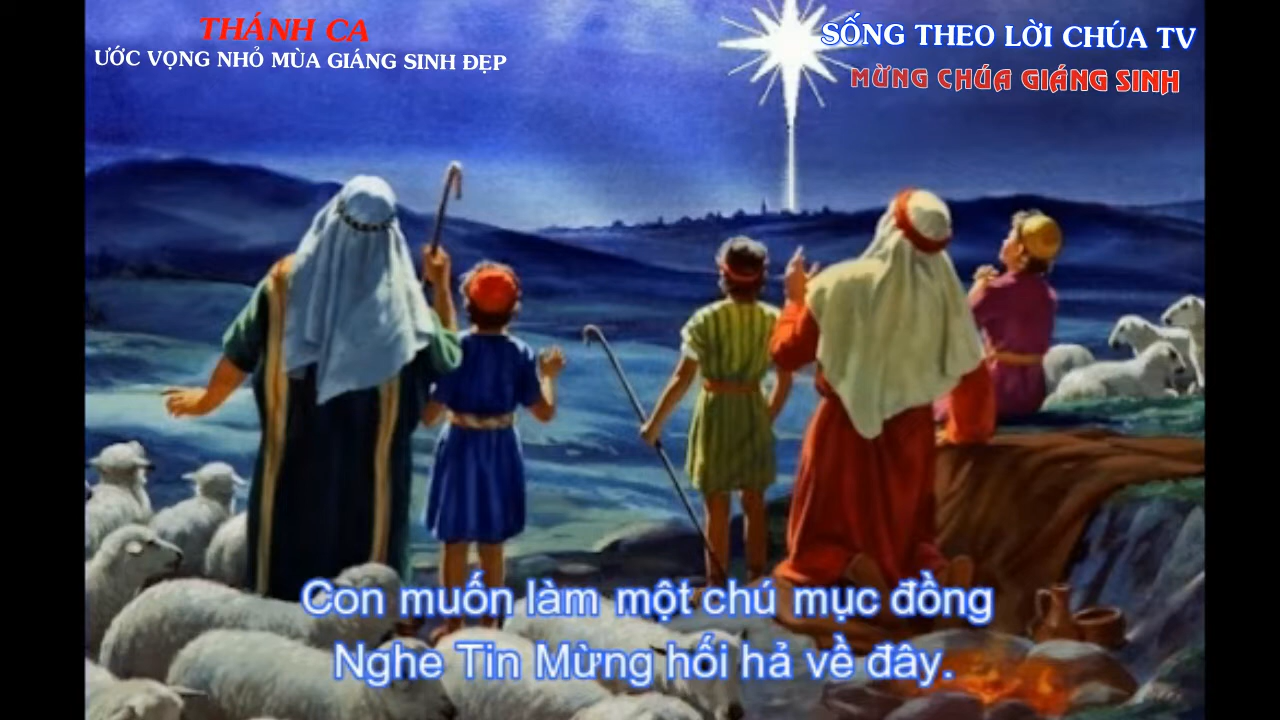 THÁNH CA
ƯỚC VỌNG NHỎ MÙA GIÁNG SINH ĐẸP
SỐNG THEO LỜI CHÚA TV
MỪNG CHÚA GIÁNG SINH
Con muốn làm một chú mục đồng
Nghe Tin Mừng hối hả về đây.